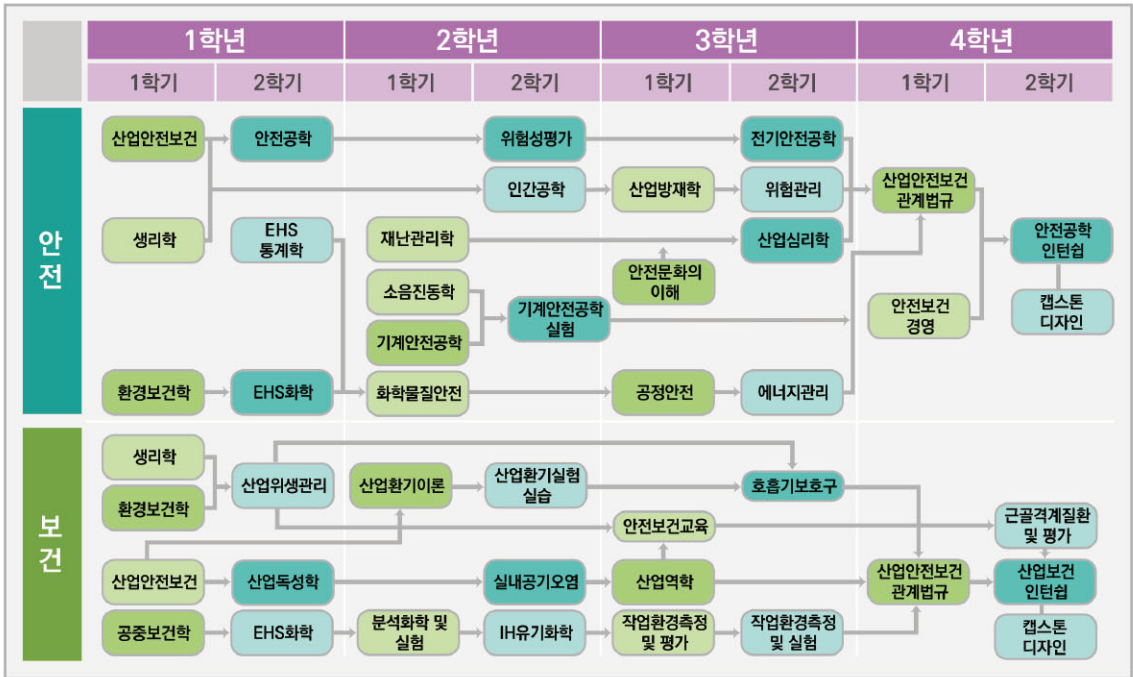 1학년 2학년 3학년 4학년
1학기 2학기 1학기 2학기 1학기 2학기 1학기 2학기
안전
산업안전보건 안전공학 위험성평가 전기안전공학
인간공학 산업방재학 위험관리
산업안전보건
관계법규
생리학
EHS
통계학
재난관리학 산업심리학
안전공학
인턴쉽
안전문화의
이해
소음진동학
기계안전공학
기계안전공학
실험
안전보건
경영
캡스톤
디자인
환경보건학 EHS화학 화학물질안전 공정안전 에너지관리
보건
생리학
환경보건학
산업위생관리 산업환기이론
산업환기실험
실습
호흡기보호구
안전보건교육
근골격계질환
및 평가
산업안전보건 산업독성학 실내공기오염 산업역학
산업안전보건
관계법규
산업보건
인턴쉽
공중보건학 EHS화학
분석화학 및
실험
IH유기화학
작업환경측정
및 평가
작업환경측정
및 실험
캡스톤
디자인